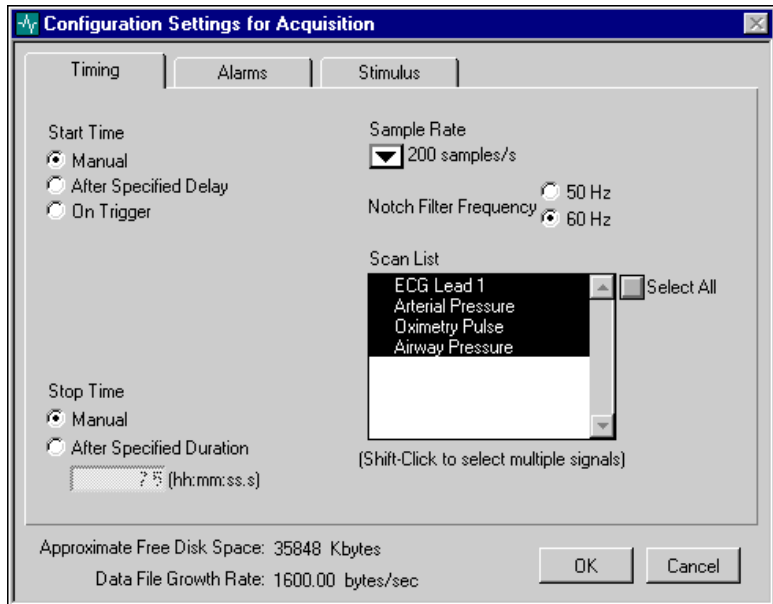 Configuration Settings for Acquisition
Timing
Alarms
Stimulus
Start Time
Manual
After Specified Delay
On Trigger
Sample Rate
200 samples/s
Notch Filter Frequency
50 Hz
60 Hz
Scan List
ECG Lead 1
Arterial Pressure
Oximetry Pulse
Airway Pressure
Select All
(Shift-Click to select multiple signals)
Stop Time
Manual
After Specified Duration
(hh:mm:ss.s)
Approximate Free Disk Space: 35848 Kbytes
Data File Growth Rate: 1600.00 bytes/sec
OK
Cancel